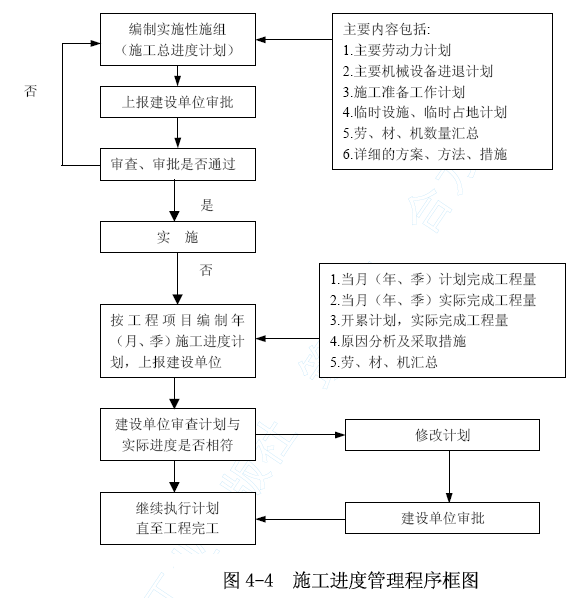 编制实施性施组
（施工总进度计划）
主要内容包括:
1.主要劳动力计划
2.主要机械设备进退计划
3.施工准备工作计划
4.临时设施、临时占地计划
5.劳、材、机数量汇总
6.详细的方案、方法、措施
否
上报建设单位审批
审查、审批是否通过
是
实 施
否
按工程项目编制年
（月、季）施工进度计
划，上报建设单位
1.当月（年、季）计划完成工程量
2.当月（年、季）实际完成工程量
3.开累计划，实际完成工程量
4.原因分析及采取措施
5.劳、材、机汇总
建设单位审查计划与
实际进度是否相符
修改计划
继续执行计划
直至工程完工
建设单位审批
图 4-4 施工进度管理程序框图